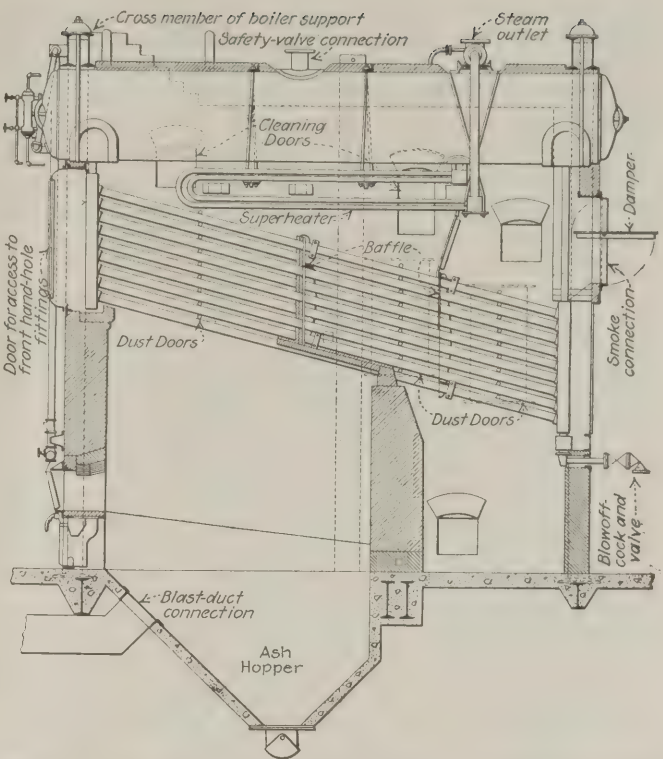 Cross member of boiler support
Safety-valve connection
Steam
outlet
Cleaning
Doors
Superheater
Baffle
Damper
Door for access to
front hand-hole
fittings
Smoke
connection
Dust Doors
Dust Doors
Blowoff
cock and
valve
Blast-duct
connection
Ash
Hopper